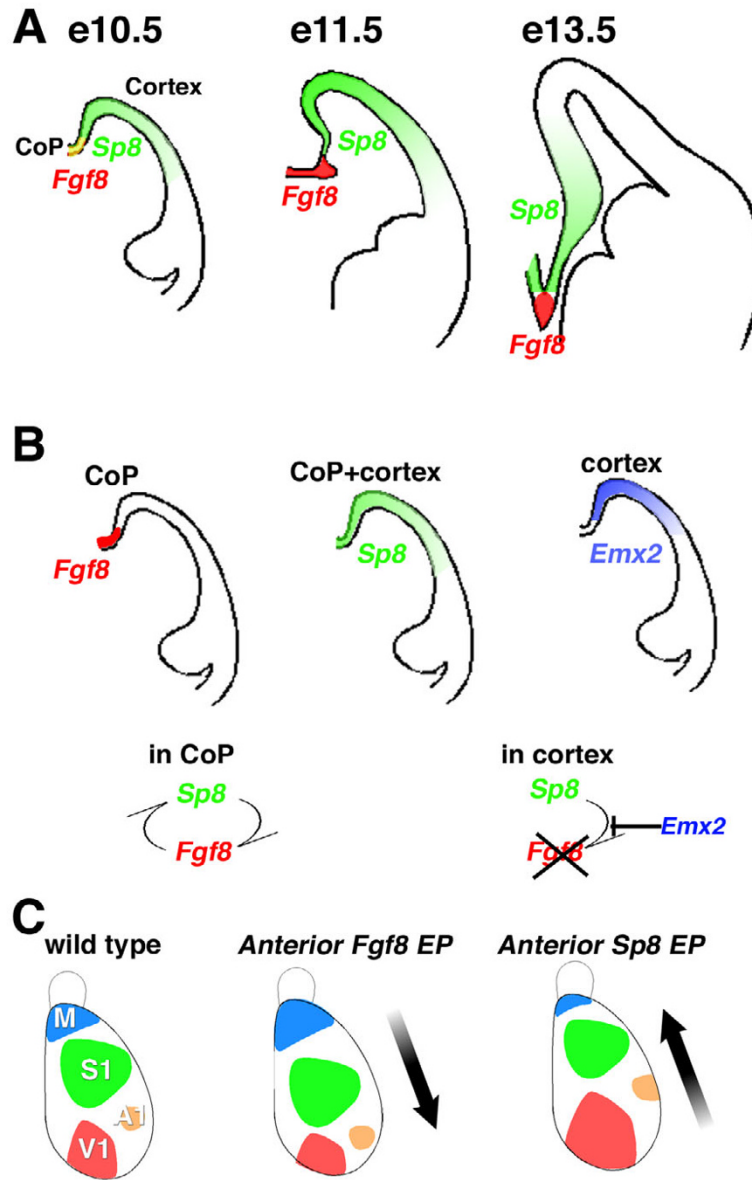 A
e10.5 e11.5 e13.5
Cortex
CoP Sp8
Fgf8
Sp8
Fgf8
Sp8
Fgf8
B
CoP CoP+cortex cortex
Fgf8 Sp8 Emx2
in CoP in cortex
Sp8 Sp8
Fgf8 Fgf8 Emx2
C
wild type Anterior Fgf8 EP Anterior Sp8 EP
M
S1
A1
V1